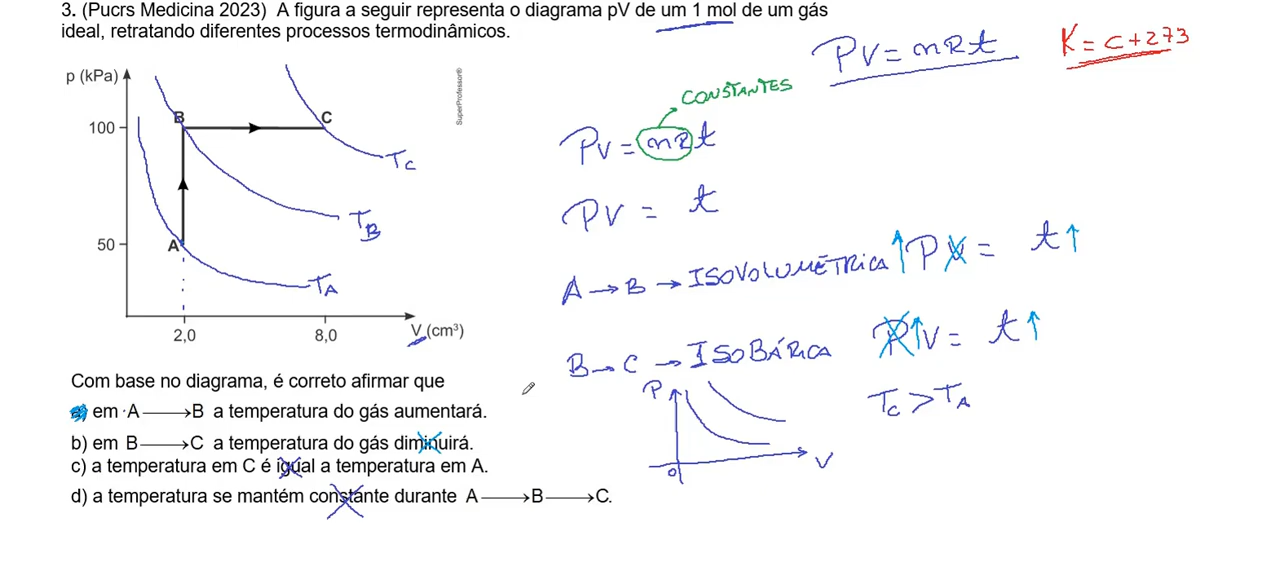 3. (Pucrs Medicina 2023) A figura a seguir representa o diagrama pV de um 1 mol de um gás
ideal, retratando diferentes processos termodinâmicos.
PV = nRt
K = C + 273
p (kPa)
SuperProfessor®
CONSTANTES
B
C
100
PV = nRt
TC
PV = t
TB
A
50
A → B → ISOVOLUMÉTRICA ↑PV = t↑
TA
2,0
8,0
V (cm³)
B → C → ISOBÁRICA P↑V = t↑
Com base no diagrama, é correto afirmar que
P
TC > TA
a) em A ⟶ B a temperatura do gás aumentará.
b) em B ⟶ C a temperatura do gás diminuirá.
V
c) a temperatura em C é igual a temperatura em A.
0
d) a temperatura se mantém constante durante A ⟶ B ⟶ C.